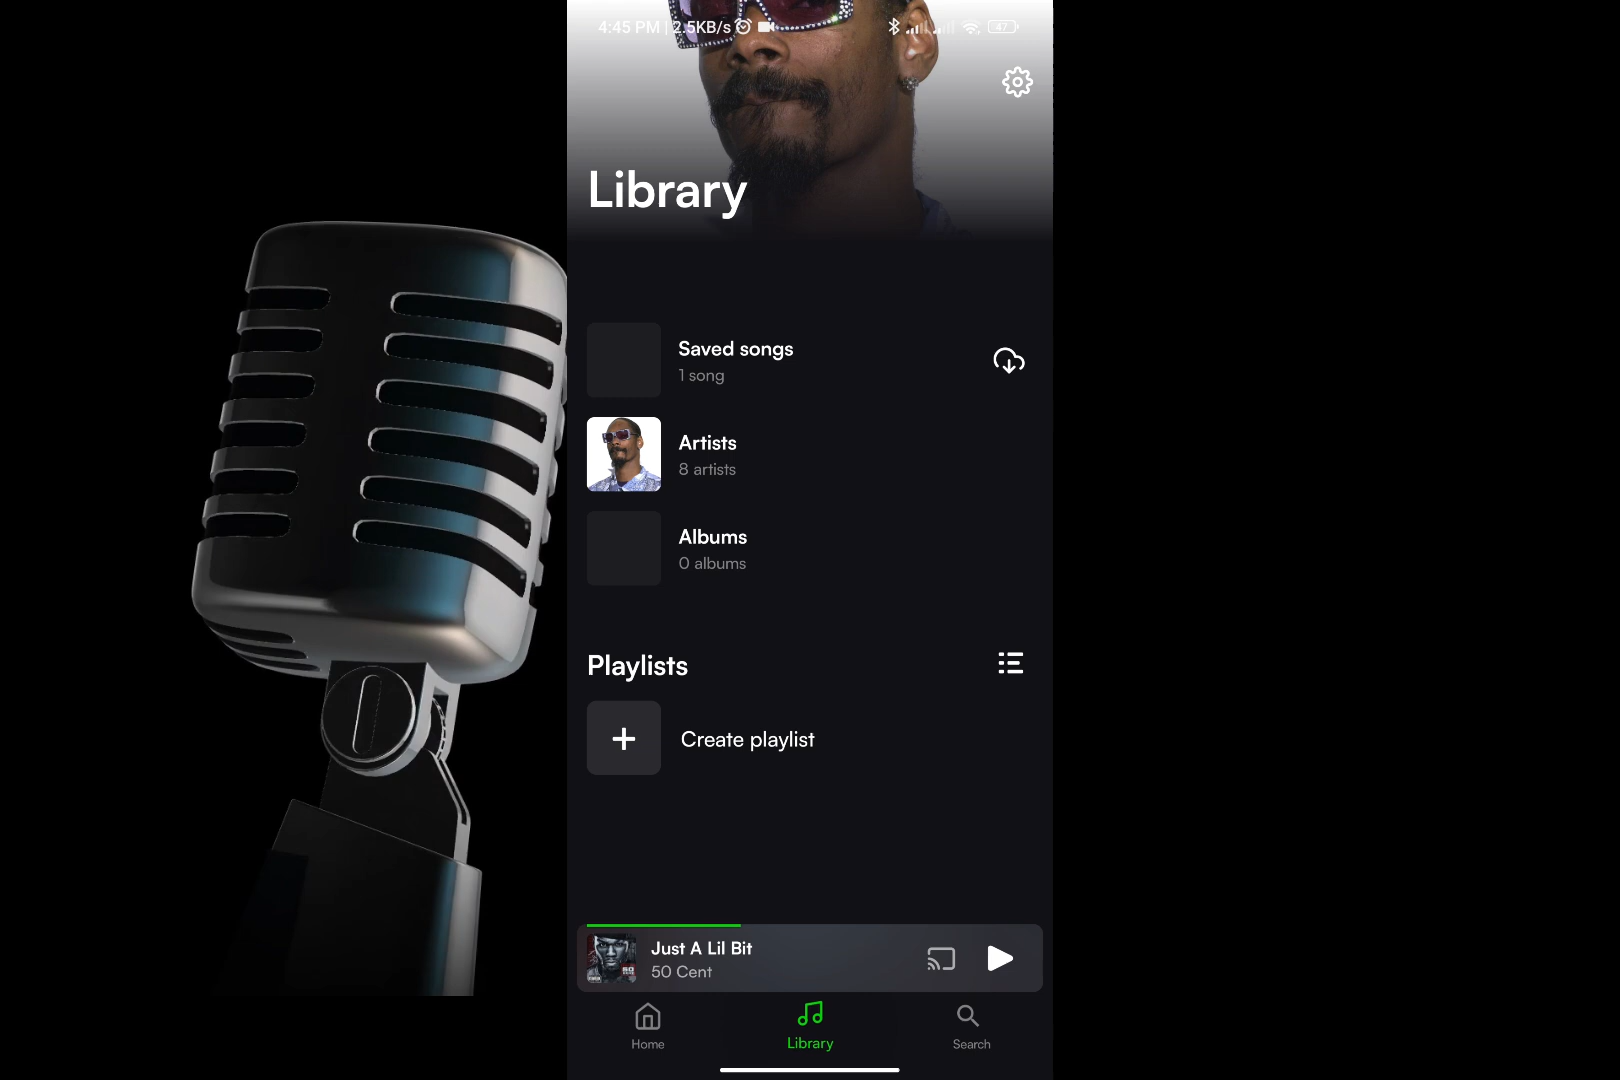 4:45 PM | 2.5KB/s
47
Library
Saved songs
1 song
Artists
8 artists
Albums
0 albums
Playlists
Create playlist
Just A Lil Bit
50 Cent
Home
Library
Search